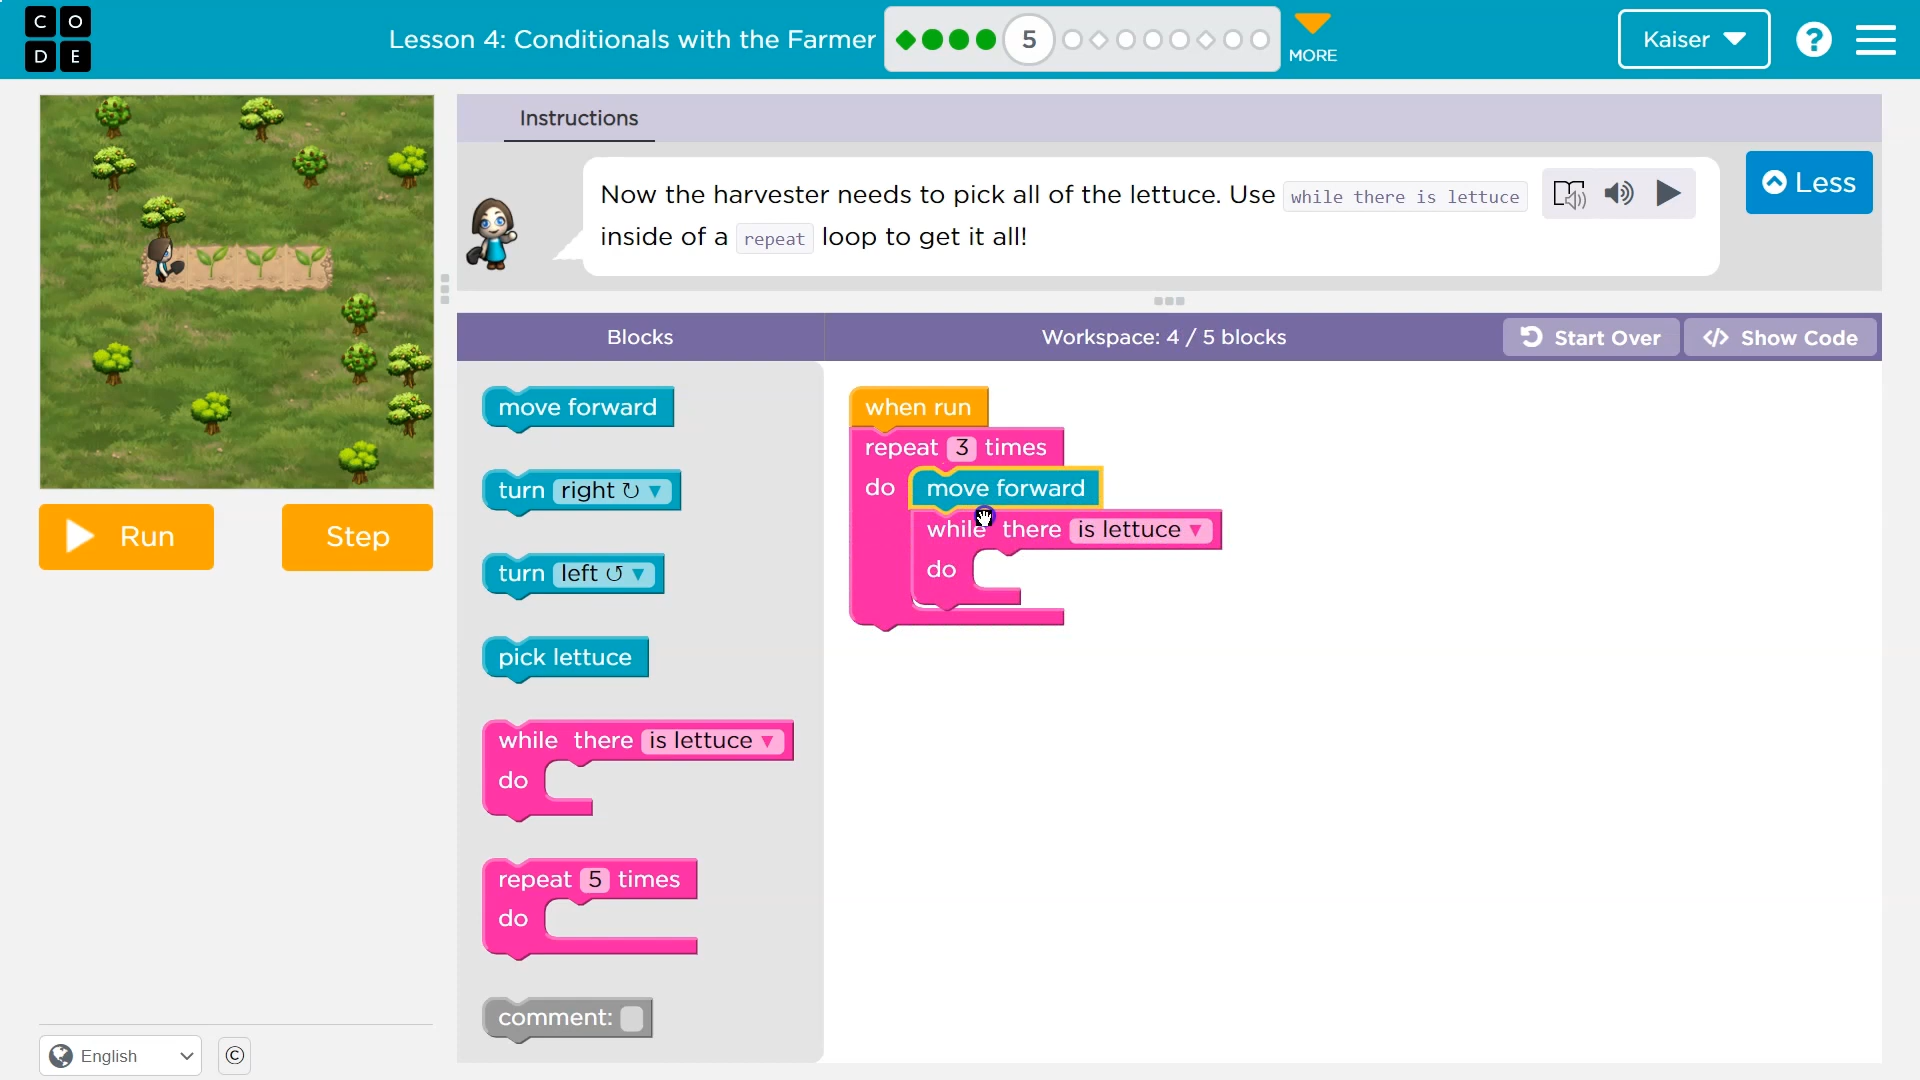 CODE
Lesson 4: Conditionals with the Farmer
5
MORE
Kaiser
?
Instructions
Now the harvester needs to pick all of the lettuce. Use while there is lettuce
inside of a repeat loop to get it all!
Less
Blocks
Workspace: 4 / 5 blocks
Start Over
</> Show Code
Run
Step
move forward
turn right ↻ ▼
turn left ↺ ▼
pick lettuce
while there is lettuce ▼
do
repeat 5 times
do
comment:
when run
repeat 3 times
do move forward
while there is lettuce ▼
do
English
©